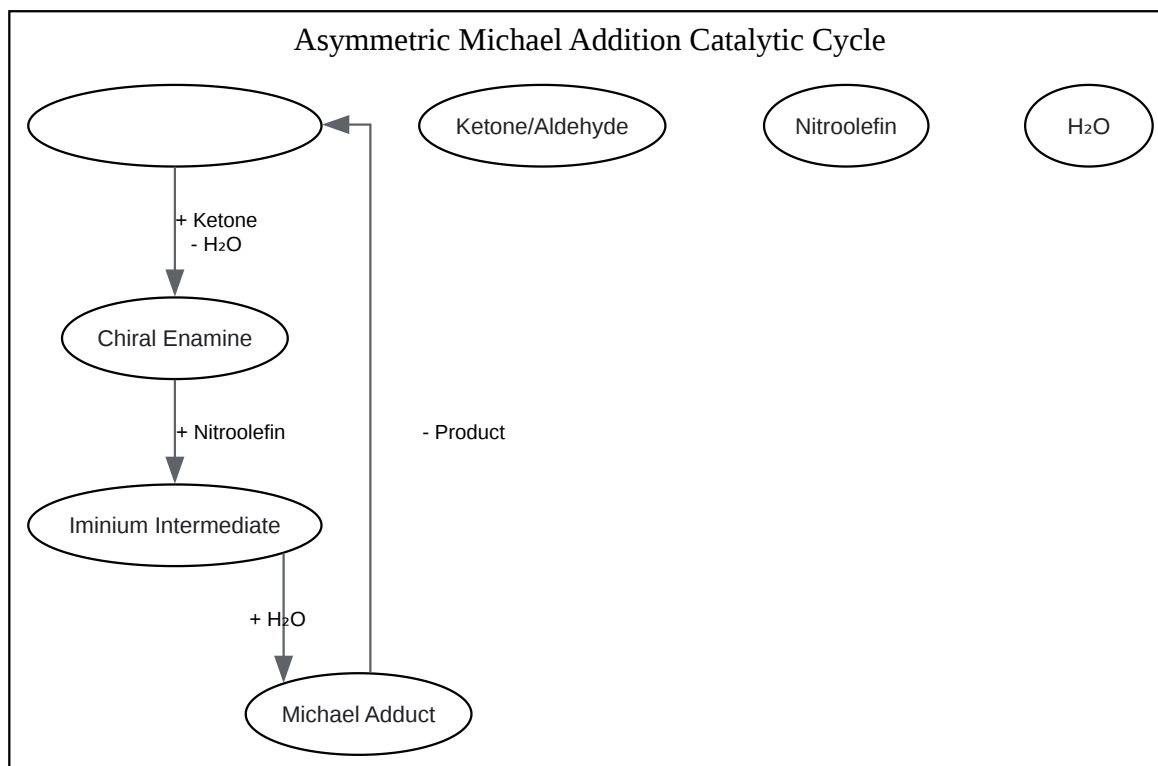 Asymmetric Michael Addition Catalytic Cycle
Ketone/Aldehyde
Nitroolefin
H₂O
+ Ketone
- H₂O
Chiral Enamine
+ Nitroolefin
- Product
Iminium Intermediate
+ H₂O
Michael Adduct